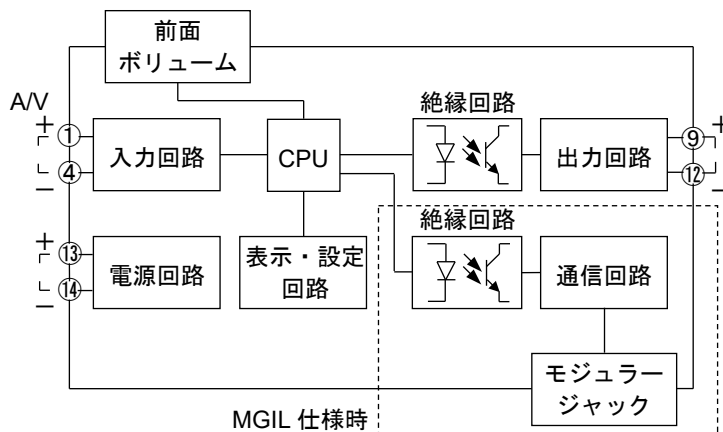 前面
ボリューム
A/V
+
①
④
−
入力回路
CPU
絶縁回路
出力回路
+
⑨
⑫
−
+
⑬
⑭
−
電源回路
表示・設定
回路
絶縁回路
通信回路
モジュラー
ジャック
MGIL 仕様時